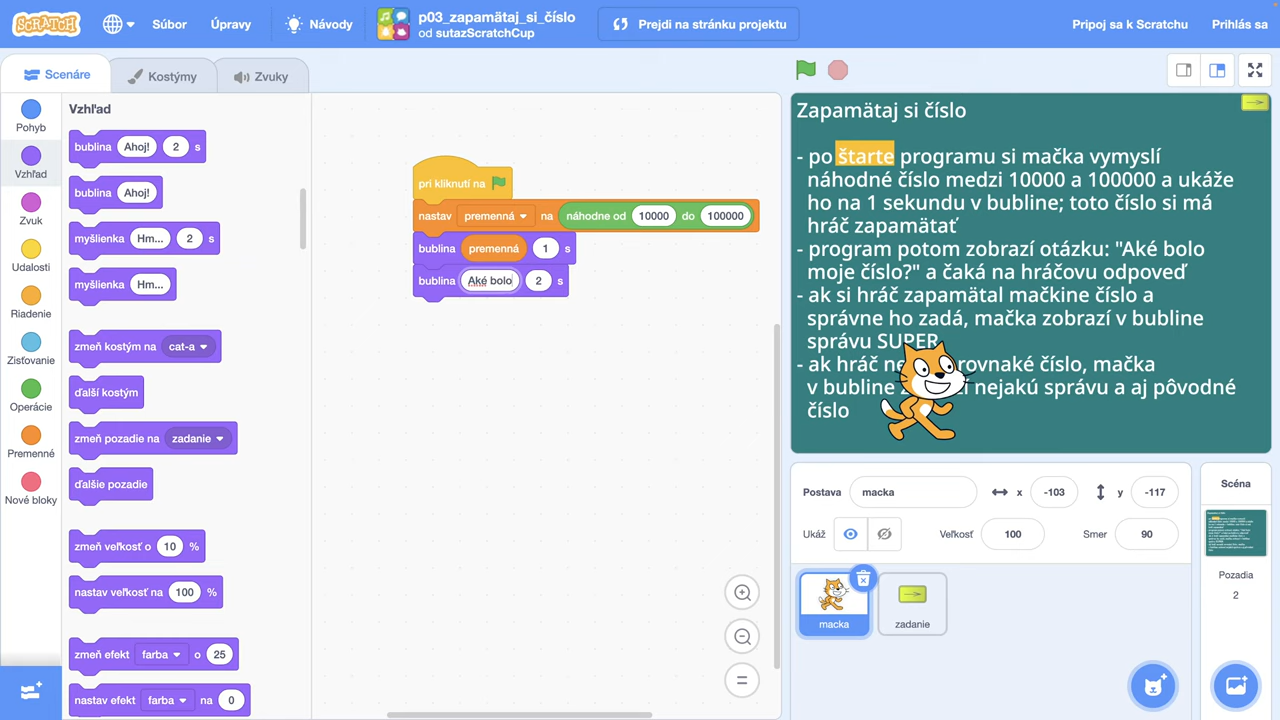 SCRATCH
Súbor
Úpravy
Návody
p03_zapamätaj_si_číslo
od sutazScratchCup
Prejdi na stránku projektu
Pripoj sa k Scratchu
Prihlás sa
Scenáre
Kostýmy
Zvuky
Pohyb
Vzhľad
Zvuk
Udalosti
Riadenie
Zisťovanie
Operácie
Premenné
Nové bloky
Vzhľad
bublina Ahoj! 2 s
bublina Ahoj!
myšlienka Hm... 2 s
myšlienka Hm...
zmeň kostým na cat-a
ďalší kostým
zmeň pozadie na zadanie
ďalšie pozadie
zmeň veľkosť o 10 %
nastav veľkosť na 100 %
zmeň efekt farba o 25
nastav efekt farba na 0
pri kliknutí na
nastav premenná na náhodne od 10000 do 100000
bublina premenná 1 s
bublina Aké bolo 2 s
Zapamätaj si číslo
- po štarte programu si mačka vymyslí
náhodné číslo medzi 10000 a 100000 a ukáže
ho na 1 sekundu v bubline; toto číslo si má
hráč zapamätať
- program potom zobrazí otázku: "Aké bolo
moje číslo?" a čaká na hráčovu odpoveď
- ak si hráč zapamätal mačkine číslo a
správne ho zadá, mačka zobrazí v bubline
správu SUPER
- ak hráč rovnaké číslo, mačka
v bubline nejakú správu a aj pôvodné
číslo
Postava macka x -103 y -117
Ukáž Veľkosť 100 Smer 90
macka
zadanie
Scéna
Pozadia
2